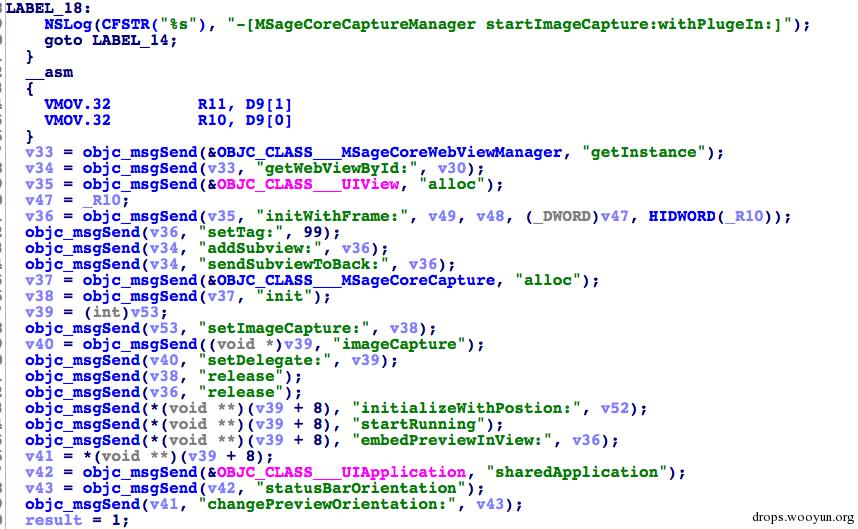 LABEL_18:
NSLog(CFSTR("%s"), "-[MSageCoreCaptureManager startImageCapture:withPlugeIn:]");
goto LABEL_14;
}
__asm
{
VMOV.32 R11, D9[1]
VMOV.32 R10, D9[0]
}
v33 = objc_msgSend(&OBJC_CLASS___MSageCoreWebViewManager, "getInstance");
v34 = objc_msgSend(v33, "getWebViewById:", v30);
v35 = objc_msgSend(&OBJC_CLASS___UIView, "alloc");
v47 = _R10;
v36 = objc_msgSend(v35, "initWithFrame:", v49, v48, (_DWORD)v47, HIDWORD(_R10));
objc_msgSend(v36, "setTag:", 99);
objc_msgSend(v34, "addSubview:", v36);
objc_msgSend(v34, "sendSubviewToBack:", v36);
v37 = objc_msgSend(&OBJC_CLASS___MSageCoreCapture, "alloc");
v38 = objc_msgSend(v37, "init");
v39 = (int)v53;
objc_msgSend(v53, "setImageCapture:", v38);
v40 = objc_msgSend((void *)v39, "imageCapture");
objc_msgSend(v40, "setDelegate:", v39);
objc_msgSend(v38, "release");
objc_msgSend(v36, "release");
objc_msgSend(*(void **)(v39 + 8), "initializeWithPostion:", v52);
objc_msgSend(*(void **)(v39 + 8), "startRunning");
objc_msgSend(*(void **)(v39 + 8), "embedPreviewInView:", v36);
v41 = *(void **)(v39 + 8);
v42 = objc_msgSend(&OBJC_CLASS___UIApplication, "sharedApplication");
v43 = objc_msgSend(v42, "statusBarOrientation");
objc_msgSend(v41, "changePreviewOrientation:", v43);
result = 1;
drops.wooyun.org